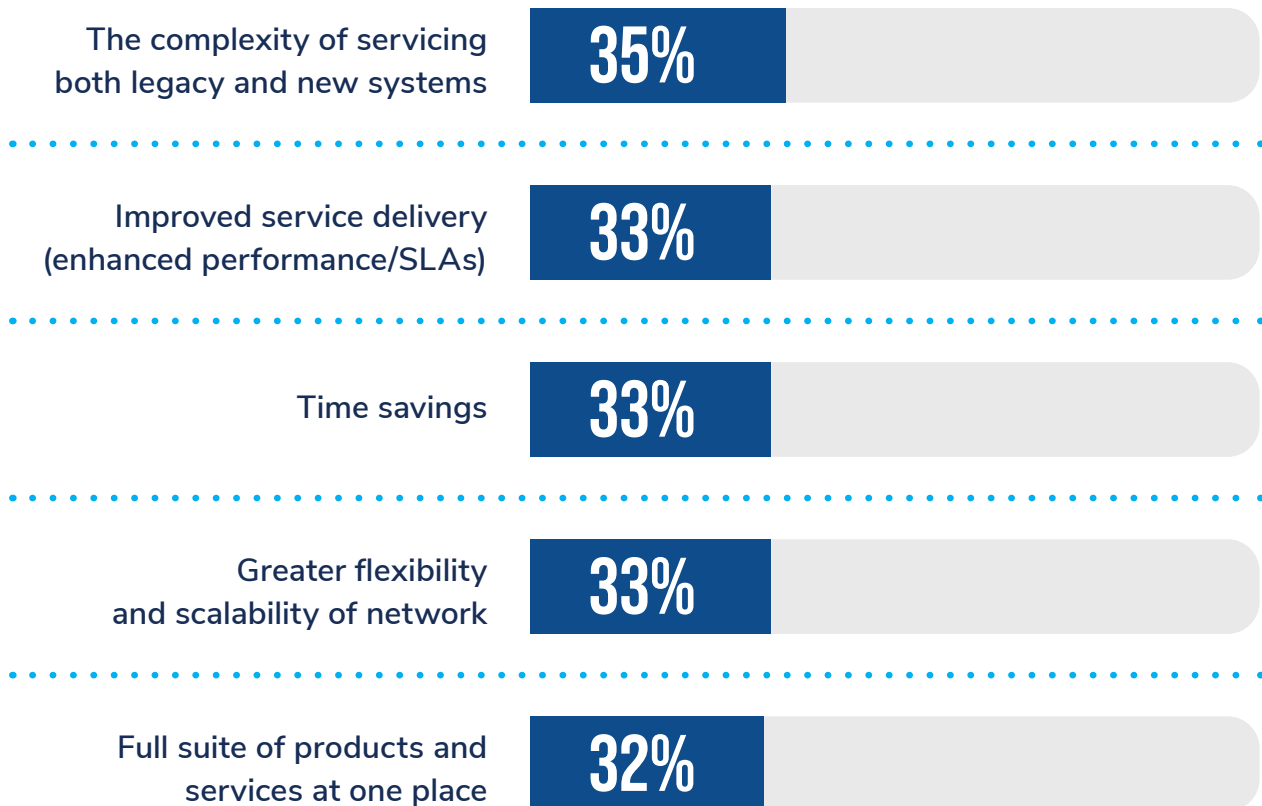 The complexity of servicing
both legacy and new systems
35%
Improved service delivery
(enhanced performance/SLAs)
33%
Time savings
33%
Greater flexibility
and scalability of network
33%
Full suite of products and
services at one place
32%